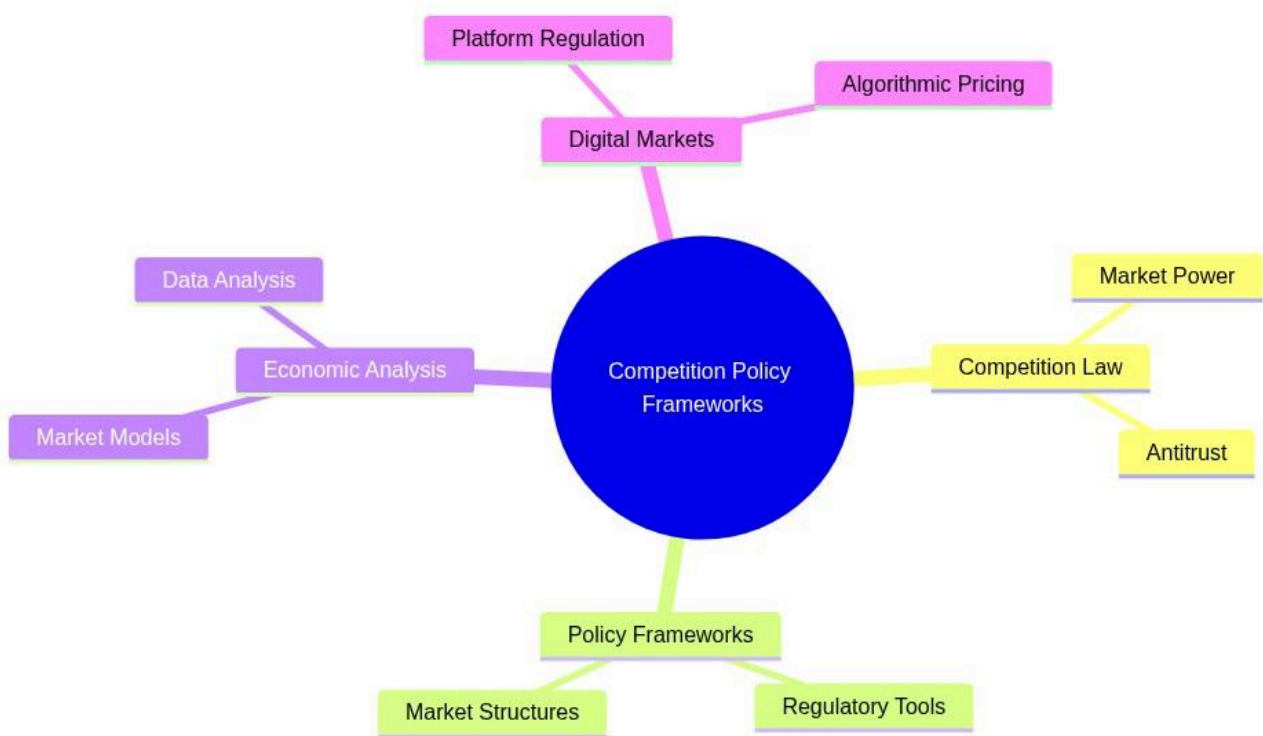 Platform Regulation
Algorithmic Pricing
Digital Markets
Data Analysis
Market Power
Economic Analysis
Competition Policy
Frameworks
Competition Law
Market Models
Antitrust
Policy Frameworks
Market Structures
Regulatory Tools